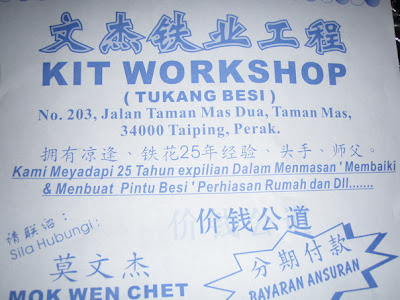 文杰铁业工程
KIT WORKSHOP
( TUKANG BESI )
No. 203, Jalan Taman Mas Dua, Taman Mas,
34000 Taiping, Perak.
拥有凉逢、铁花25年经验、头手、师父。
Kami Meyadapi 25 Tahun expilian Dalam Menmasan ' Membaiki
& Menbuat Pintu Besi ' Perhiasan Rumah dan Dll.......
价钱公道
请联络:
Sila Hubungi:
莫文杰
MOK WEN CHET
分期付款
BAYARAN ANSURAN